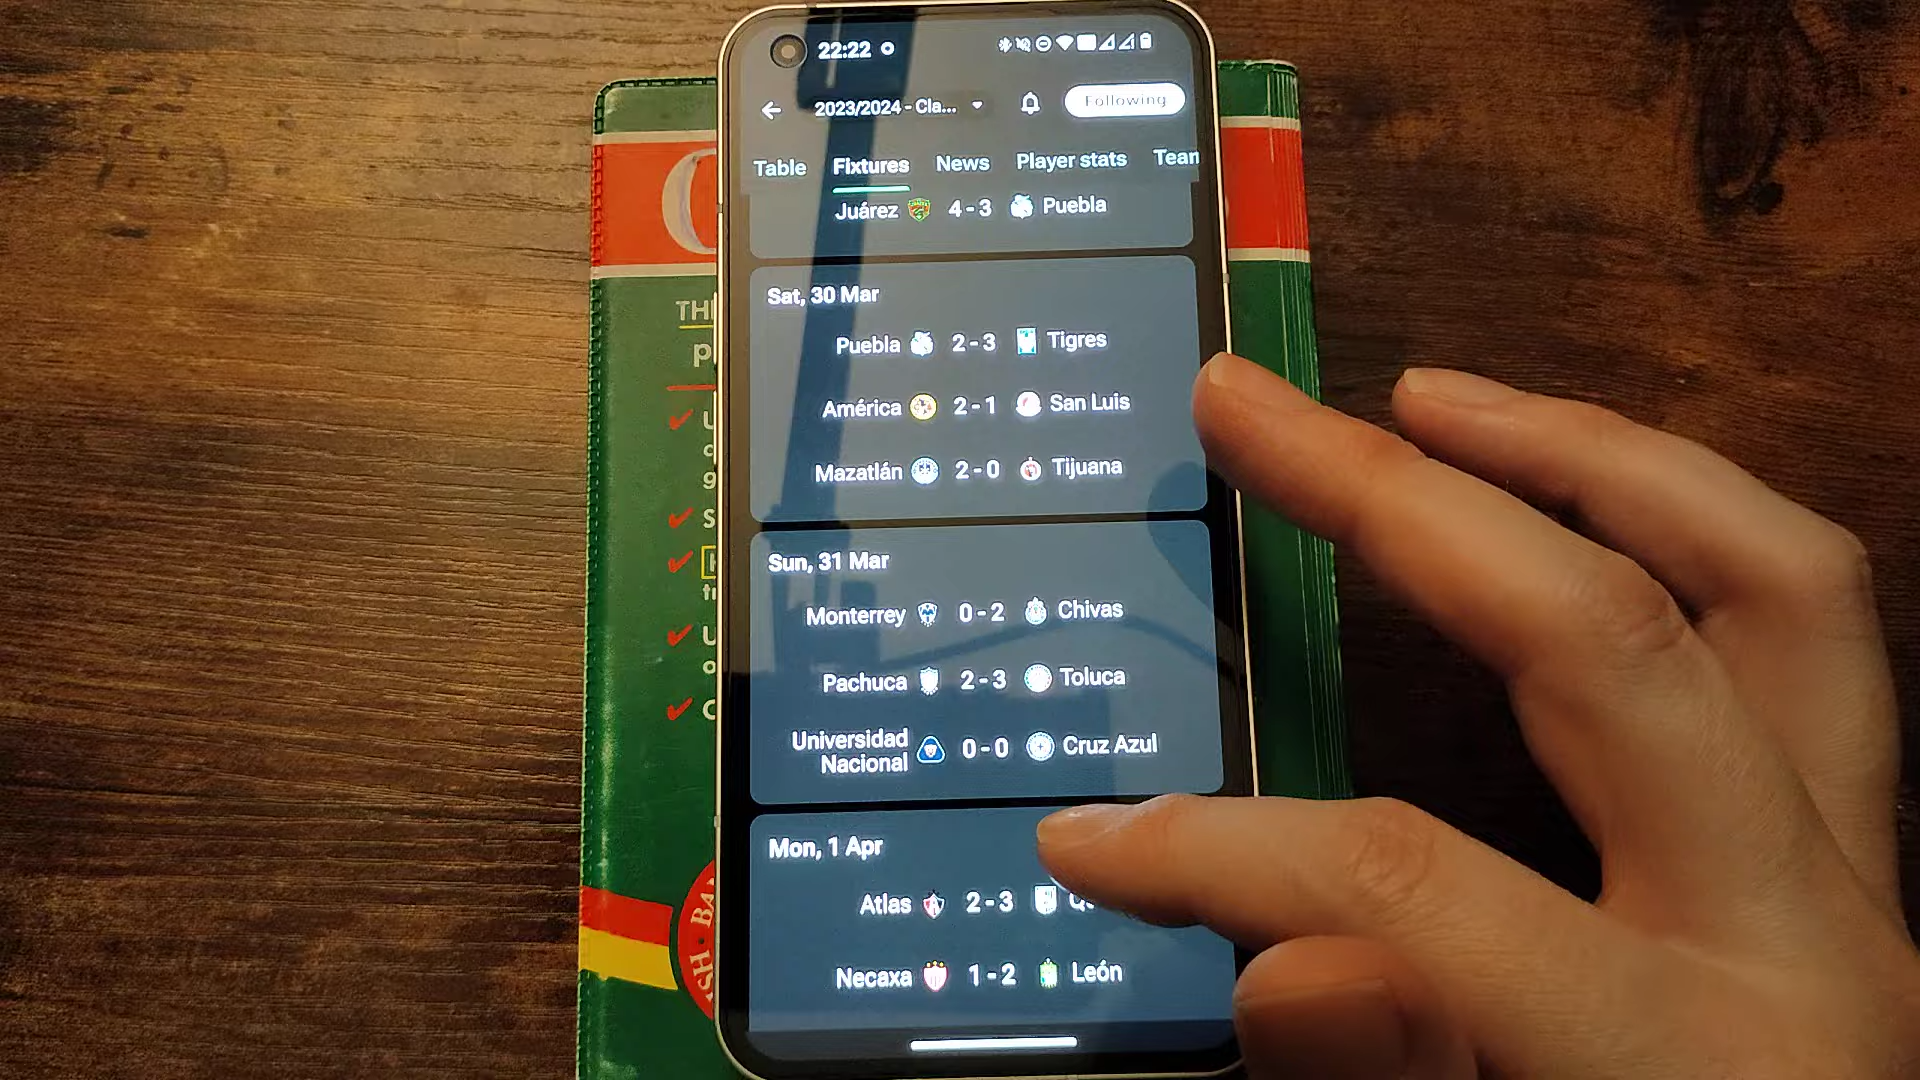 22:22
2023/2024 - Cla...
Following
Table Fixtures News Player stats Team
Juárez 4 - 3 Puebla
Sat, 30 Mar
Puebla 2 - 3 Tigres
América 2 - 1 San Luis
Mazatlán 2 - 0 Tijuana
Sun, 31 Mar
Monterrey 0 - 2 Chivas
Pachuca 2 - 3 Toluca
Universidad
Nacional 0 - 0 Cruz Azul
Mon, 1 Apr
Atlas 2 - 3
Necaxa 1 - 2 León